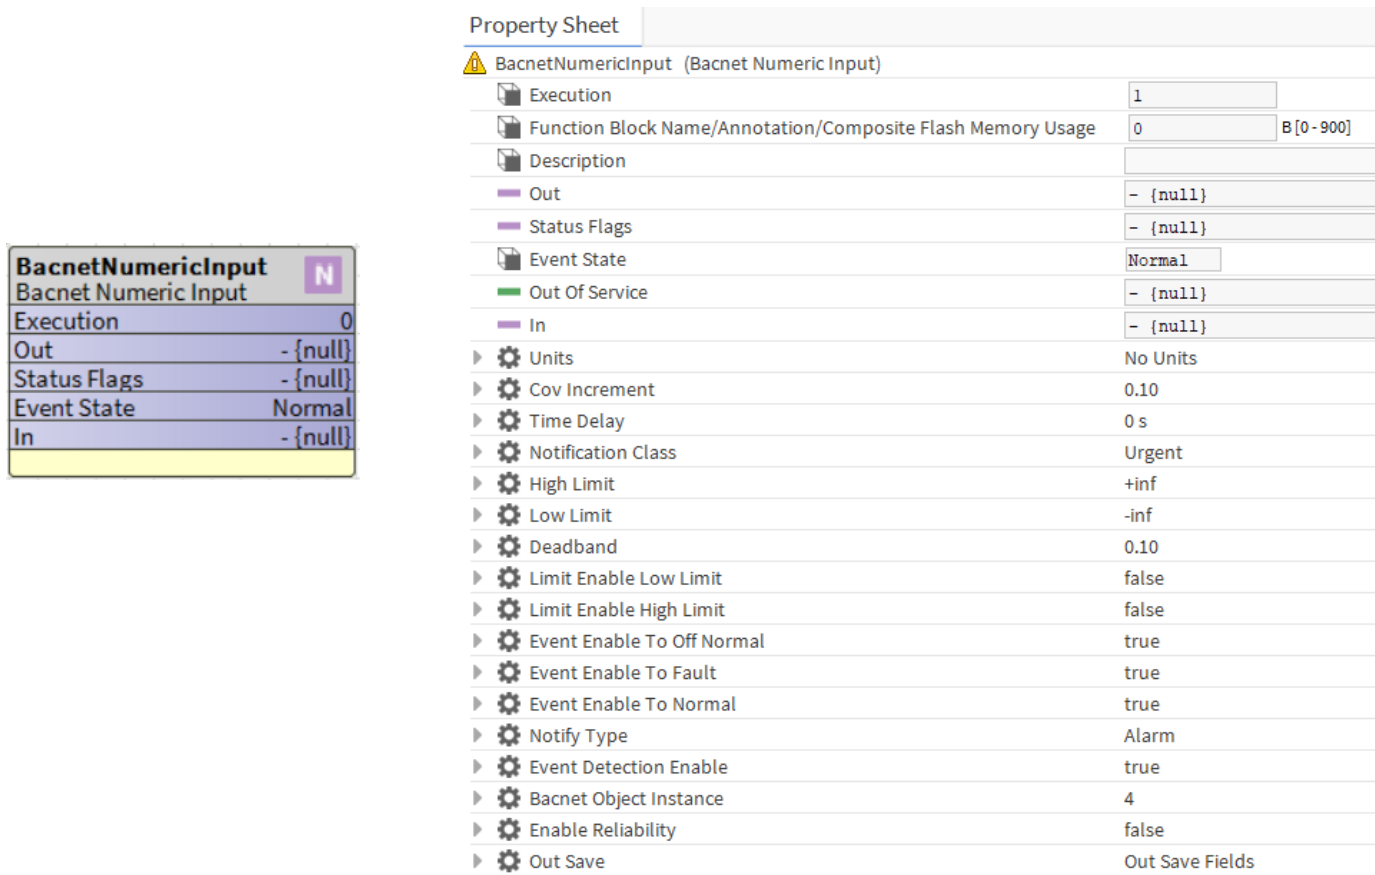 BacnetNumericInput N
Bacnet Numeric Input
Execution 0
Out - {null}
Status Flags - {null}
Event State Normal
In - {null}
Property Sheet
BacnetNumericInput (Bacnet Numeric Input)
Execution 1
Function Block Name/Annotation/Composite Flash Memory Usage 0 B [0 - 900]
Description
Out - {null}
Status Flags - {null}
Event State Normal
Out Of Service - {null}
In - {null}
Units No Units
Cov Increment 0.10
Time Delay 0 s
Notification Class Urgent
High Limit +inf
Low Limit -inf
Deadband 0.10
Limit Enable Low Limit false
Limit Enable High Limit false
Event Enable To Off Normal true
Event Enable To Fault true
Event Enable To Normal true
Notify Type Alarm
Event Detection Enable true
Bacnet Object Instance 4
Enable Reliability false
Out Save Out Save Fields